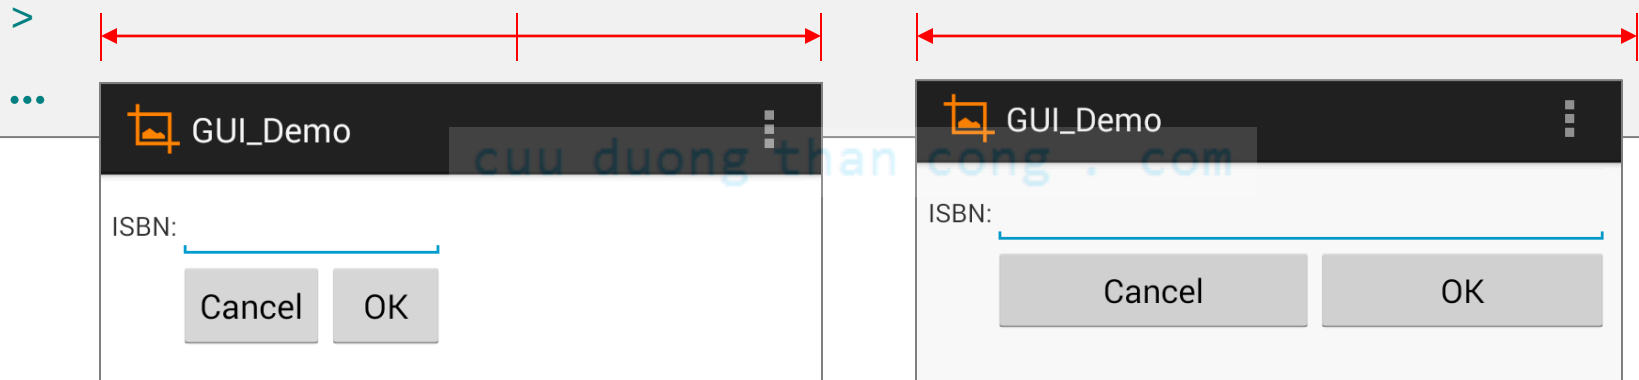 >
...
GUI_Demo
cuu duong than cong . com
ISBN:
Cancel OK
GUI_Demo
ISBN:
Cancel OK